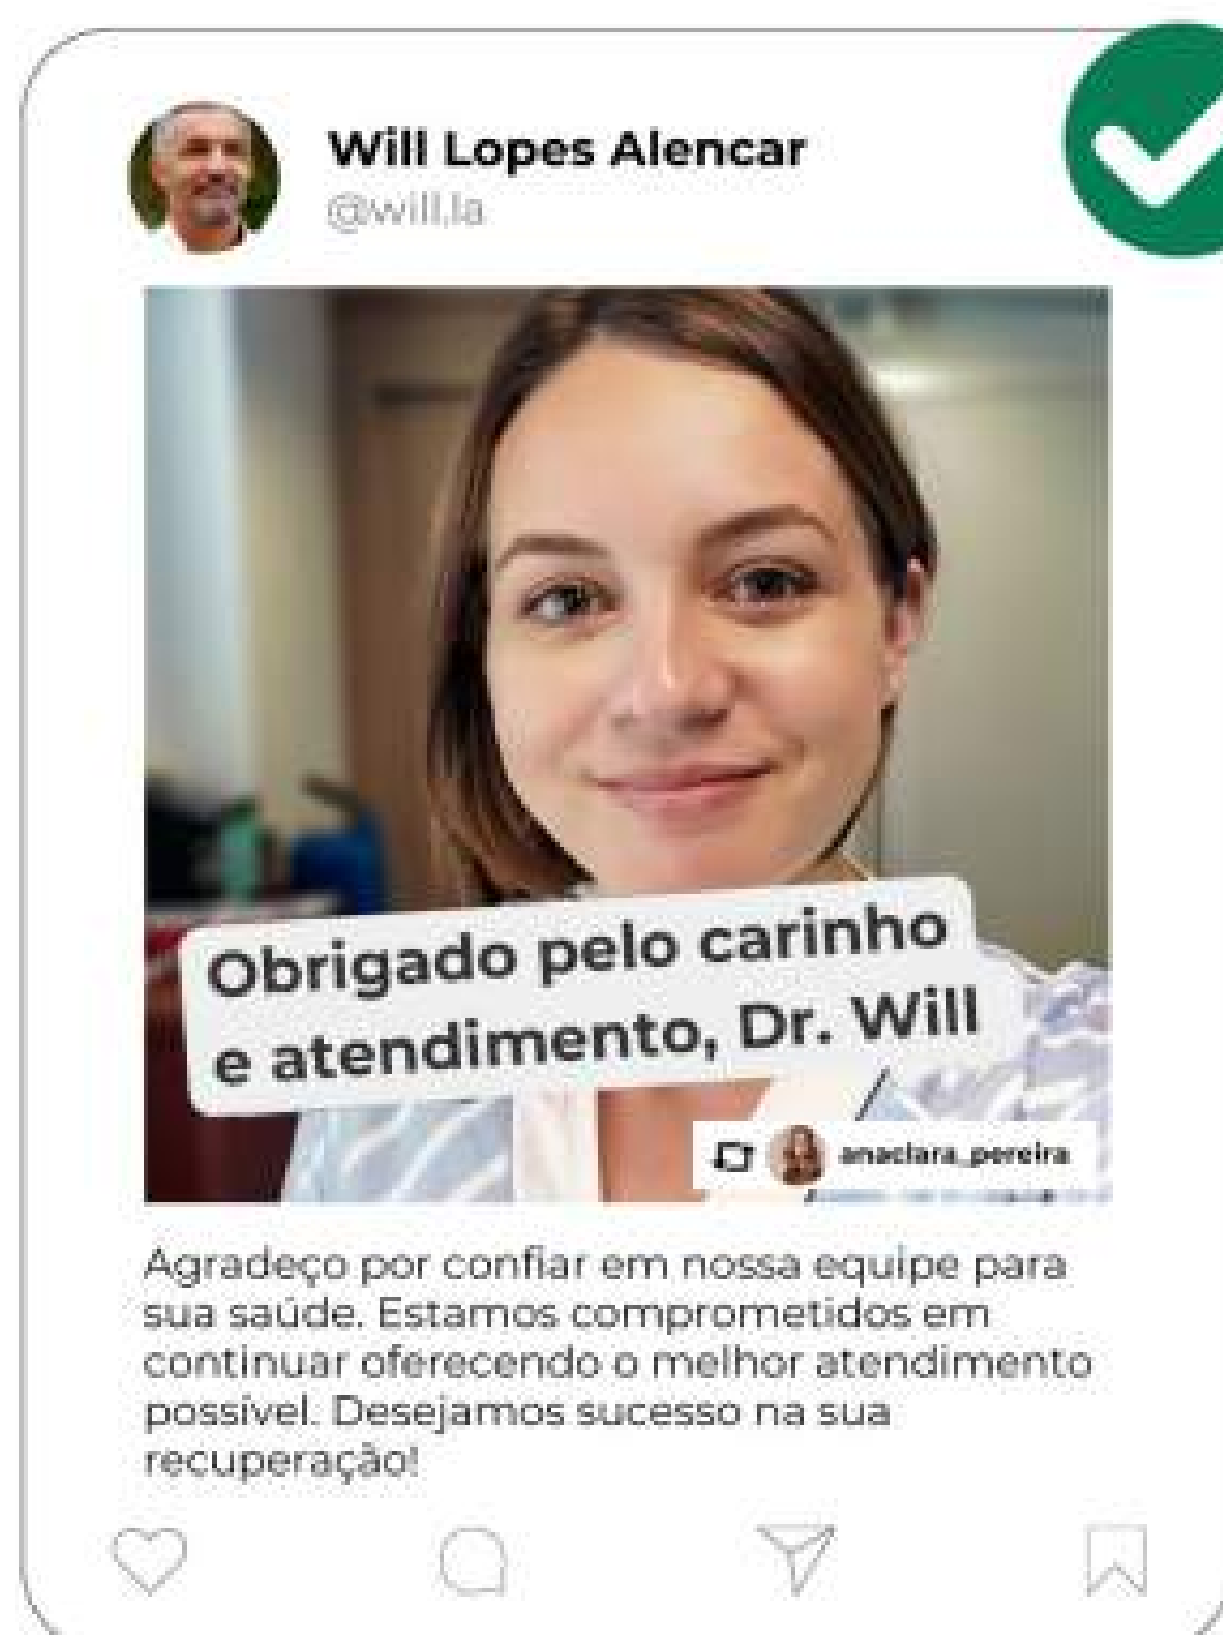 Will Lopes Alencar
@will.la
Obrigado pelo carinho
e atendimento, Dr. Will
anaclara_pereira
Agradeço por confiar em nossa equipe para
sua saúde. Estamos comprometidos em
continuar oferecendo o melhor atendimento
possível. Desejamos sucesso na sua
recuperação!